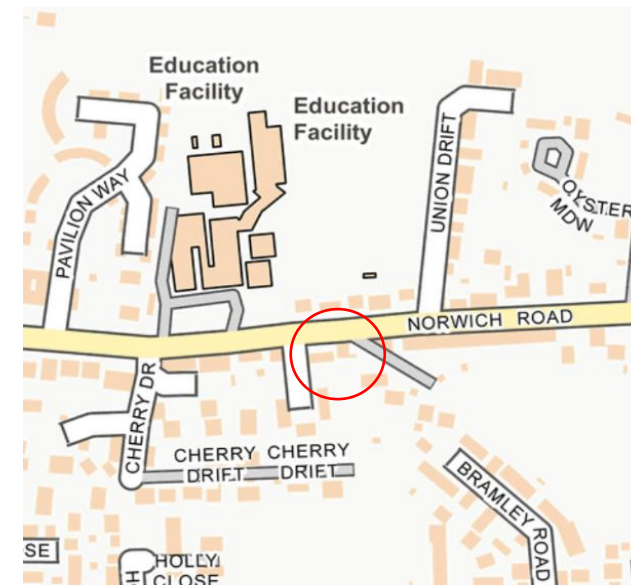 Education
Facility
Education
Facility
PAVILION WAY
UNION DRIFT
OYSTER
MDW
NORWICH ROAD
CHERRY DR
CHERRY CHERRY
DRIFT DRIFT
BRAMLEY ROAD
SE
HOLLY
CLOSE
H